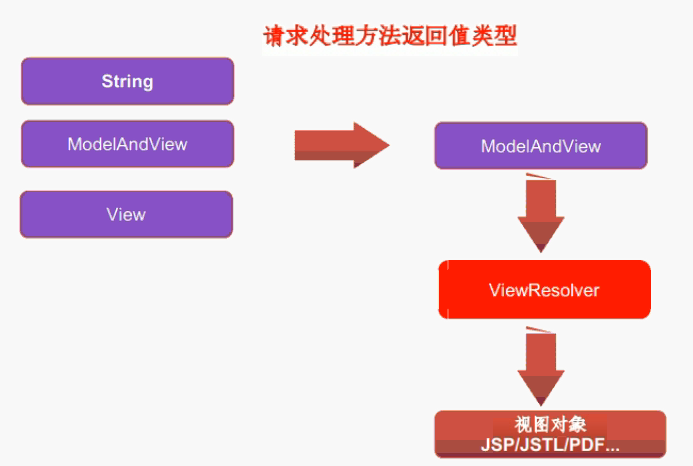 请求处理方法返回值类型
String
ModelAndView
View
ModelAndView
ViewResolver
视图对象
JSP/JSTL/PDF...